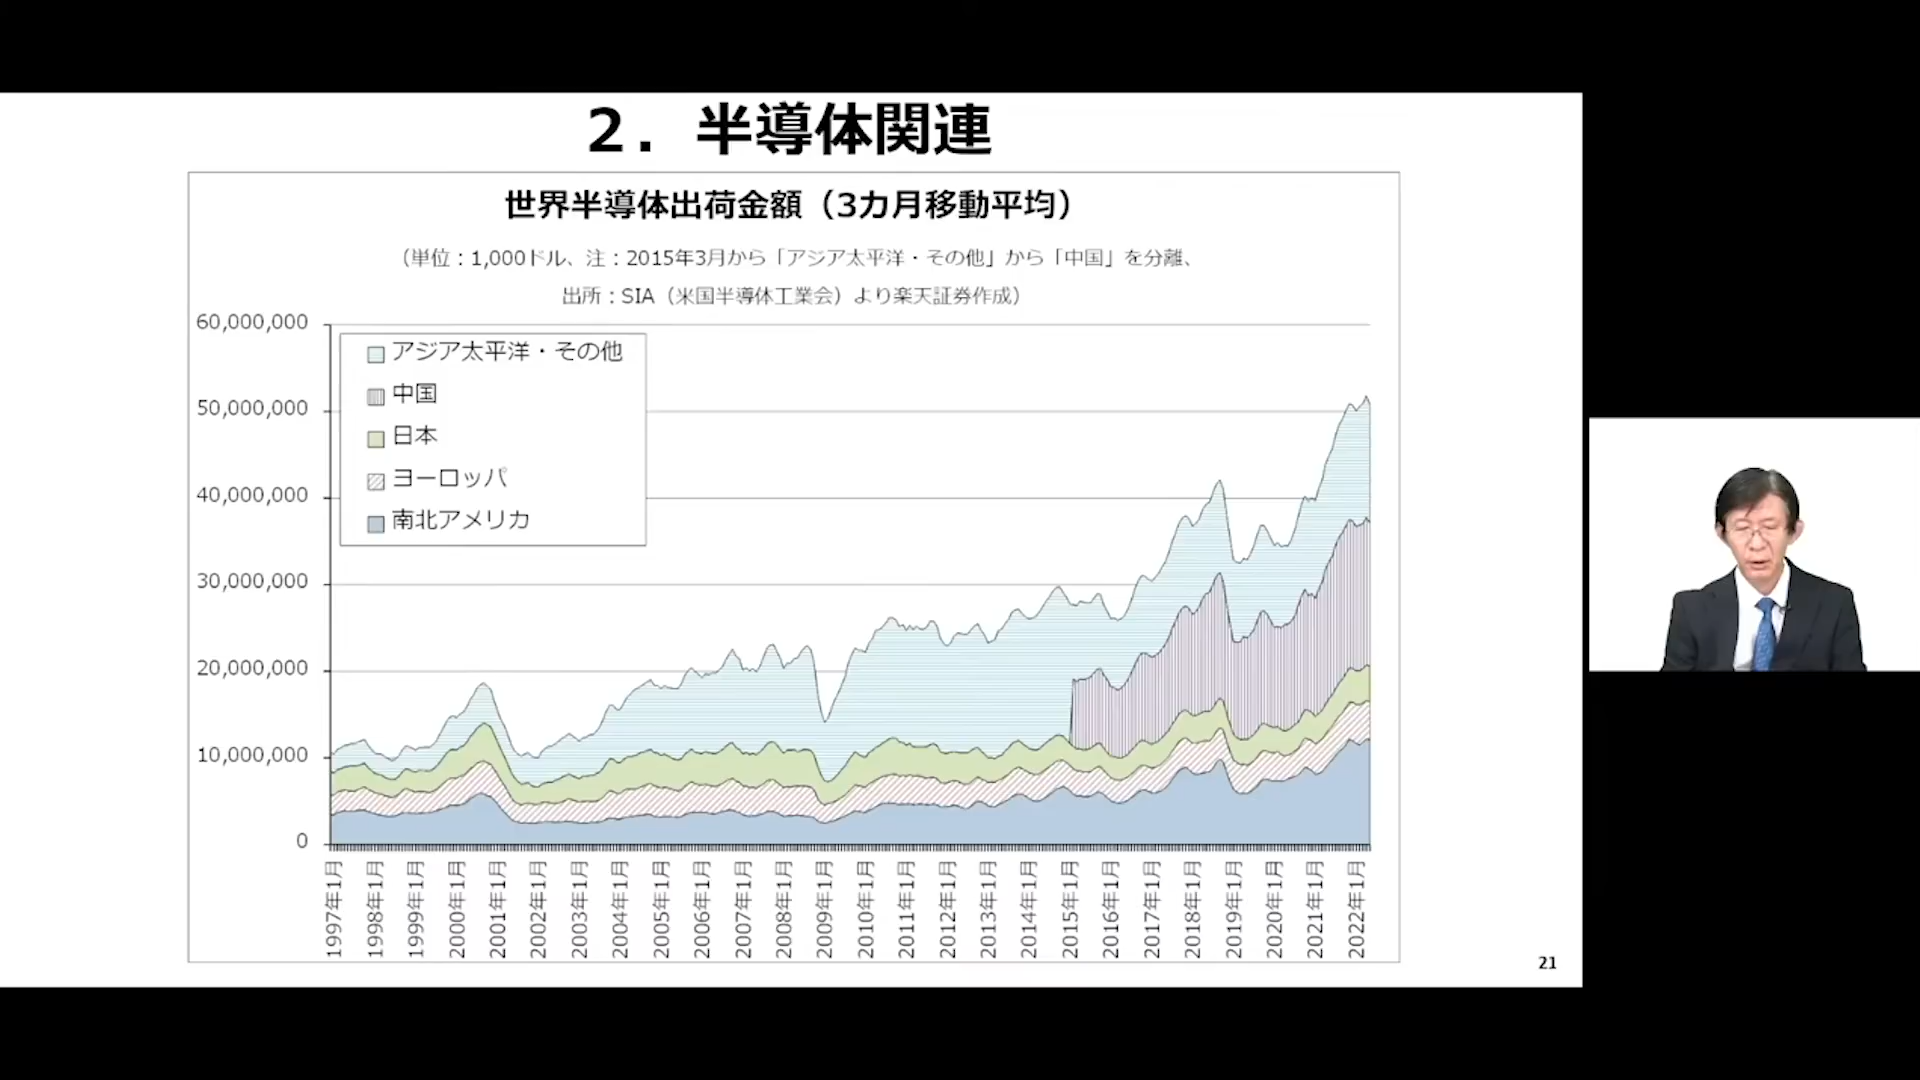 ２．半導体関連
世界半導体出荷金額（3カ月移動平均）
（単位：1,000ドル、注：2015年3月から「アジア太平洋・その他」から「中国」を分離、
出所：SIA（米国半導体工業会）より楽天証券作成）
60,000,000
50,000,000
40,000,000
30,000,000
20,000,000
10,000,000
0
アジア太平洋・その他
中国
日本
ヨーロッパ
南北アメリカ
1997年1月
1998年1月
1999年1月
2000年1月
2001年1月
2002年1月
2003年1月
2004年1月
2005年1月
2006年1月
2007年1月
2008年1月
2009年1月
2010年1月
2011年1月
2012年1月
2013年1月
2014年1月
2015年1月
2016年1月
2017年1月
2018年1月
2019年1月
2020年1月
2021年1月
2022年1月
21